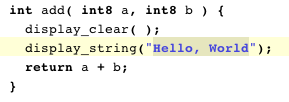 int add( int8 a, int8 b ) {
display_clear( );
display_string("Hello, World");
return a + b;
}